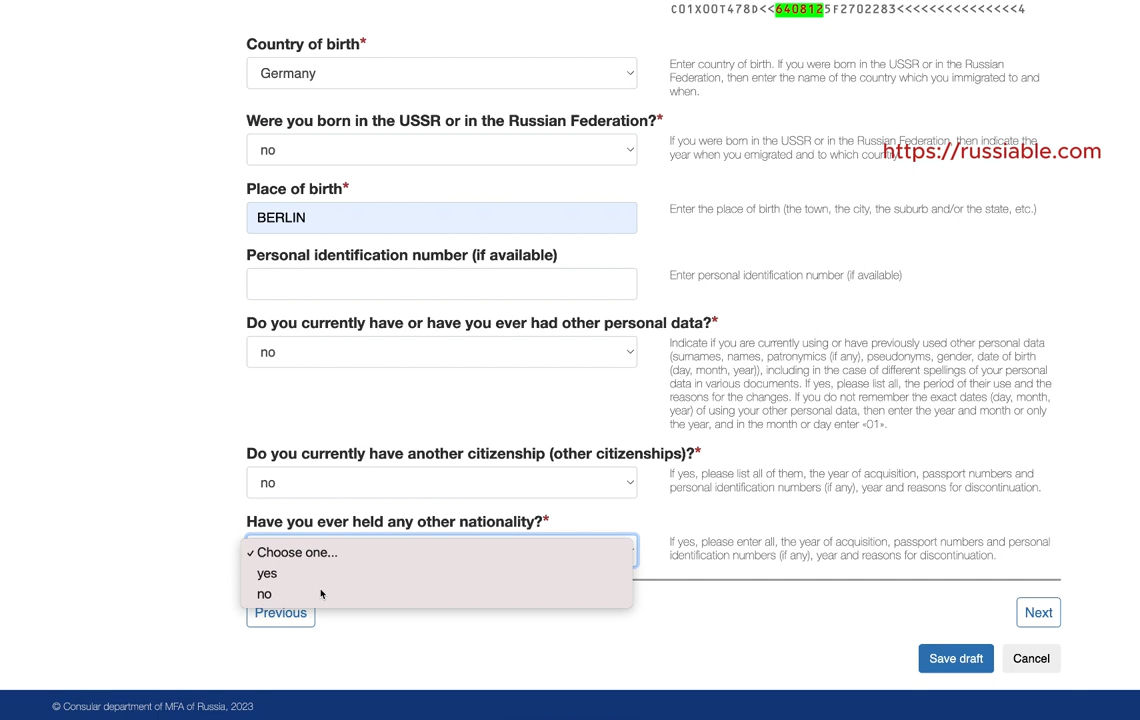 C01X00T478D<<6408125F2702283<<<<<<<<<<<<<<<4
Country of birth*
Germany
Enter country of birth. If you were born in the USSR or in the Russian
Federation, then enter the name of the country which you immigrated to and
when.
Were you born in the USSR or in the Russian Federation?*
no
If you were born in the USSR or in the Russian Federation, then indicate the
year when you emigrated and to which country.
https://russiable.com
Place of birth*
BERLIN
Enter the place of birth (the town, the city, the suburb and/or the state, etc.)
Personal identification number (if available)
Enter personal identification number (if available)
Do you currently have or have you ever had other personal data?*
no
Indicate if you are currently using or have previously used other personal data
(surnames, names, patronymics (if any), pseudonyms, gender, date of birth
(day, month, year)), including in the case of different spellings of your personal
data in various documents. If yes, please list all, the period of their use and the
reasons for the changes. If you do not remember the exact dates (day, month,
year) of using your other personal data, then enter the year and month or only
the year, and in the month or day enter «01».
Do you currently have another citizenship (other citizenships)?*
no
If yes, please list all of them, the year of acquisition, passport numbers and
personal identification numbers (if any), year and reasons for discontinuation.
Have you ever held any other nationality?*
✓ Choose one...
yes
no
If yes, please enter all, the year of acquisition, passport numbers and personal
identification numbers (if any), year and reasons for discontinuation.
Previous
Next
Save draft
Cancel
© Consular department of MFA of Russia, 2023